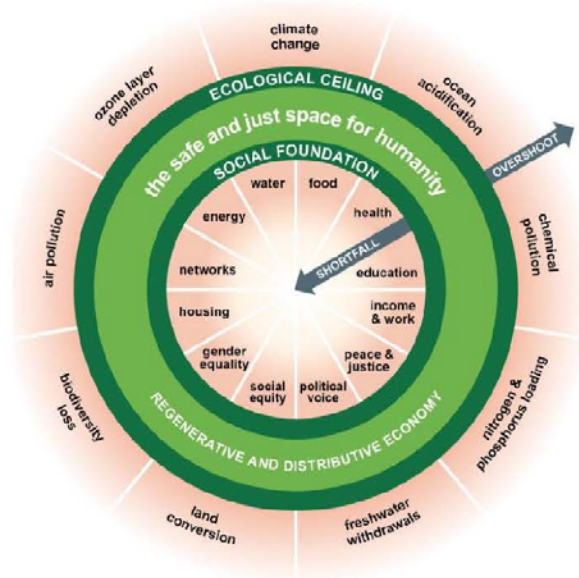 climate
change
ozone layer
depletion
ocean
acidification
ECOLOGICAL CEILING
the safe and just space for humanity
OVERSHOOT
SOCIAL FOUNDATION
water
food
energy
health
air pollution
chemical
pollution
SHORTFALL
networks
education
housing
income
& work
gender
equality
peace &
justice
social
equity
political
voice
biodiversity
loss
nitrogen &
phosphorus loading
REGENERATIVE AND DISTRIBUTIVE ECONOMY
land
conversion
freshwater
withdrawals